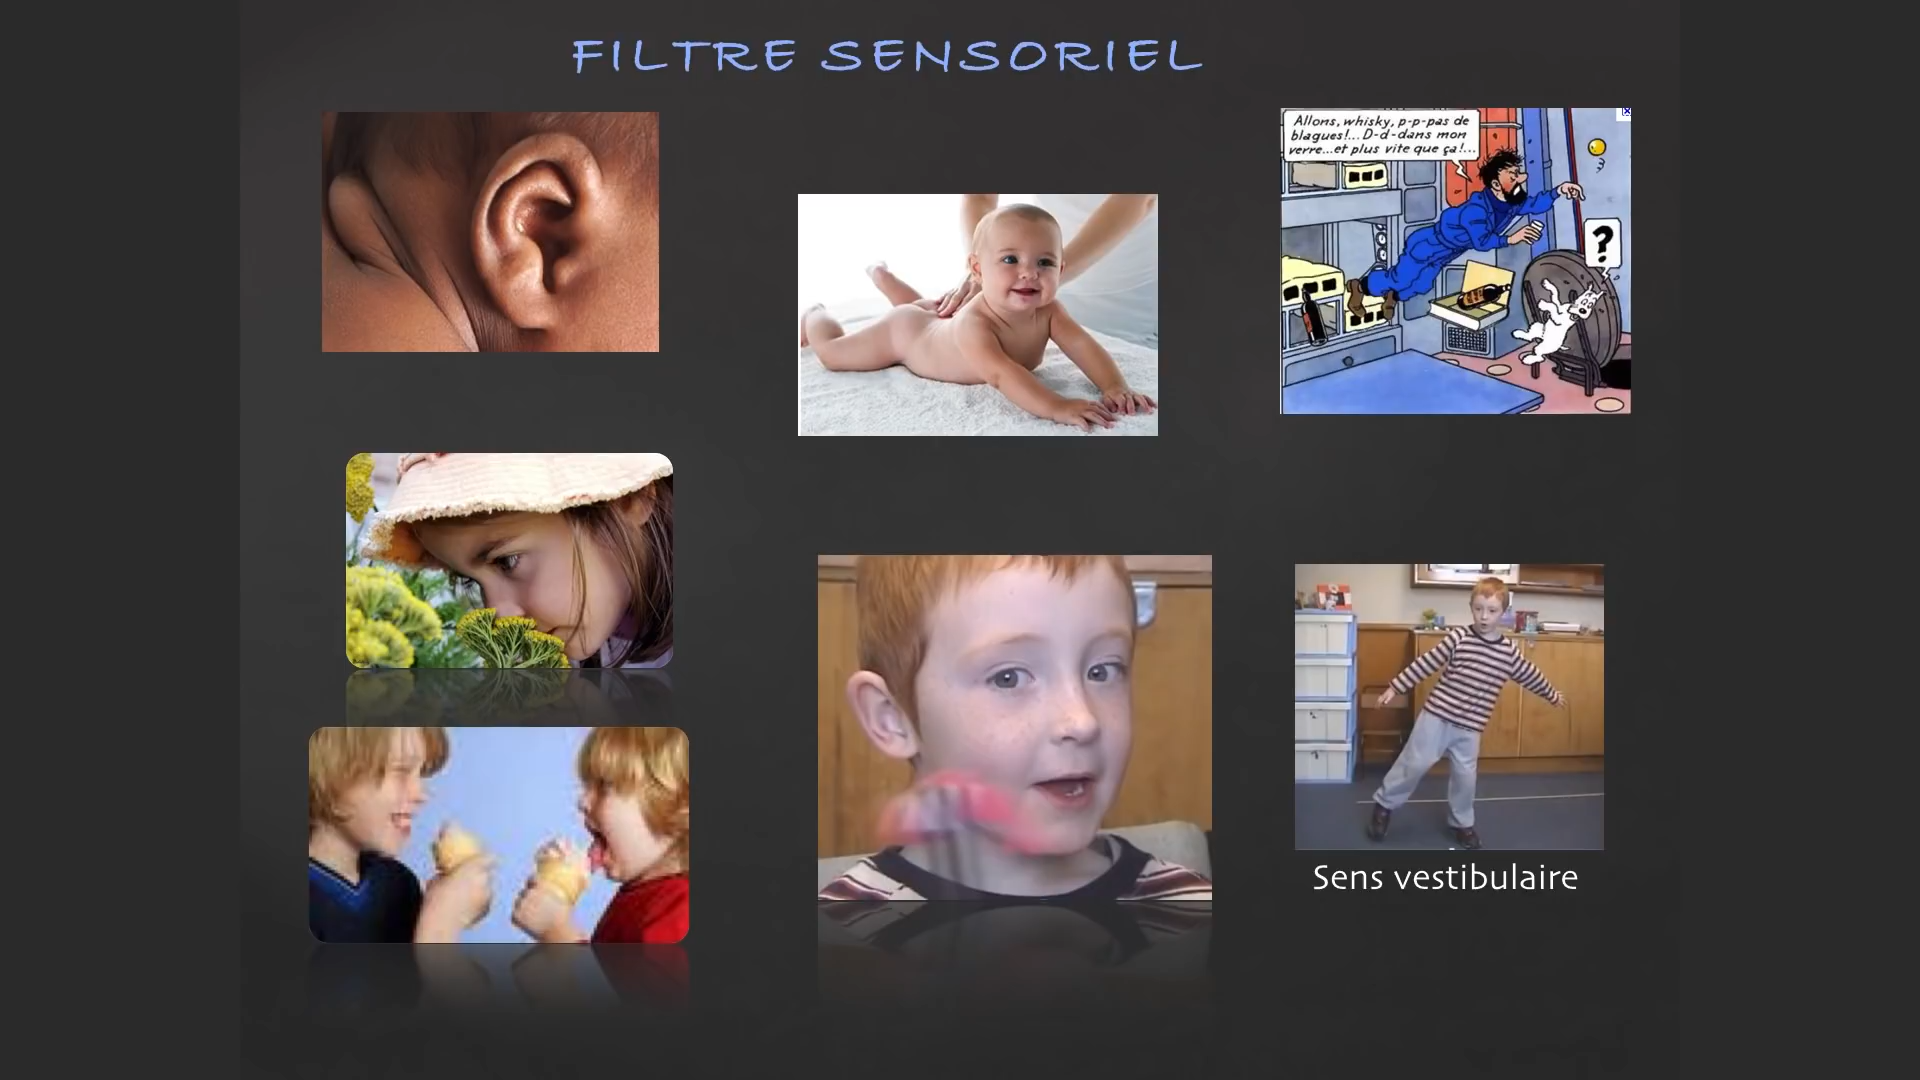 FILTRE SENSORIEL
Allons, whisky, p-p-pas de
blagues!... D-d-dans mon
verre...et plus vite que ça!...
?
Sens vestibulaire